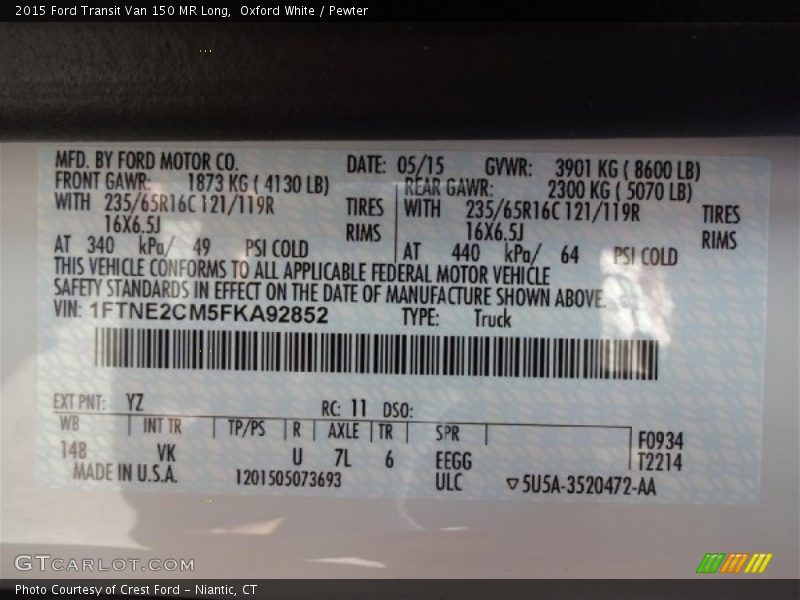 2015 Ford Transit Van 150 MR Long,  Oxford White / Pewter
MFD. BY FORD MOTOR CO. DATE: 05/15 GVWR: 3901 KG ( 8600 LB)
FRONT GAWR: 1873 KG ( 4130 LB) REAR GAWR: 2300 KG ( 5070 LB)
WITH 235/65R16C 121/119R TIRES WITH 235/65R16C 121/119R TIRES
16X6.5J RIMS 16X6.5J RIMS
AT 340 kPa/ 49 PSI COLD AT 440 kPa/ 64 PSI COLD
THIS VEHICLE CONFORMS TO ALL APPLICABLE FEDERAL MOTOR VEHICLE
SAFETY STANDARDS IN EFFECT ON THE DATE OF MANUFACTURE SHOWN ABOVE.
VIN: 1FTNE2CM5FKA92852 TYPE: Truck
EXT PNT: YZ RC: 11 DSO:
WB INT TR TP/PS R AXLE TR SPR F0934
148 VK U 7L 6 EEGG T2214
MADE IN U.S.A. 1201505073693 ULC ▽5U5A-3520472-AA
GTCARLOT.COM
Photo Courtesy of Crest Ford - Niantic, CT